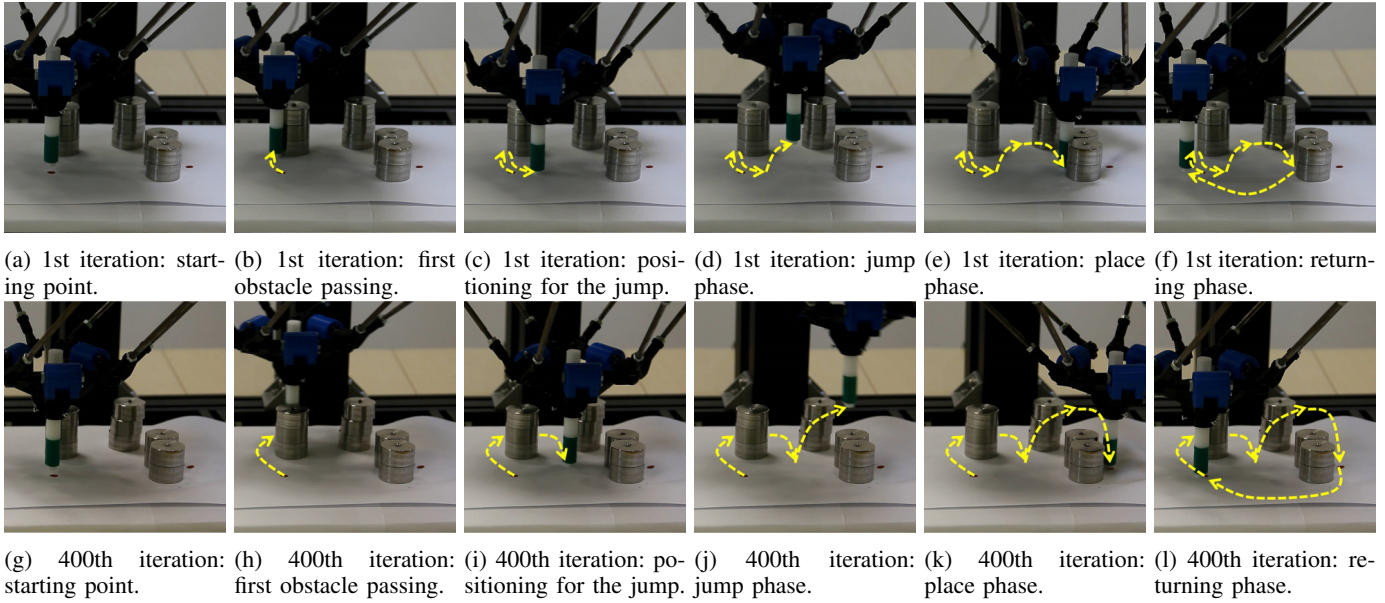 (a) 1st iteration: start-
ing point.
(b) 1st iteration: first
obstacle passing.
(c) 1st iteration: posi-
tioning for the jump.
(d) 1st iteration: jump
phase.
(e) 1st iteration: place
phase.
(f) 1st iteration: return-
ing phase.
(g) 400th iteration:
starting point.
(h) 400th iteration:
first obstacle passing.
(i) 400th iteration: po-
sitioning for the jump.
(j) 400th iteration:
jump phase.
(k) 400th iteration:
place phase.
(l) 400th iteration: re-
turning phase.